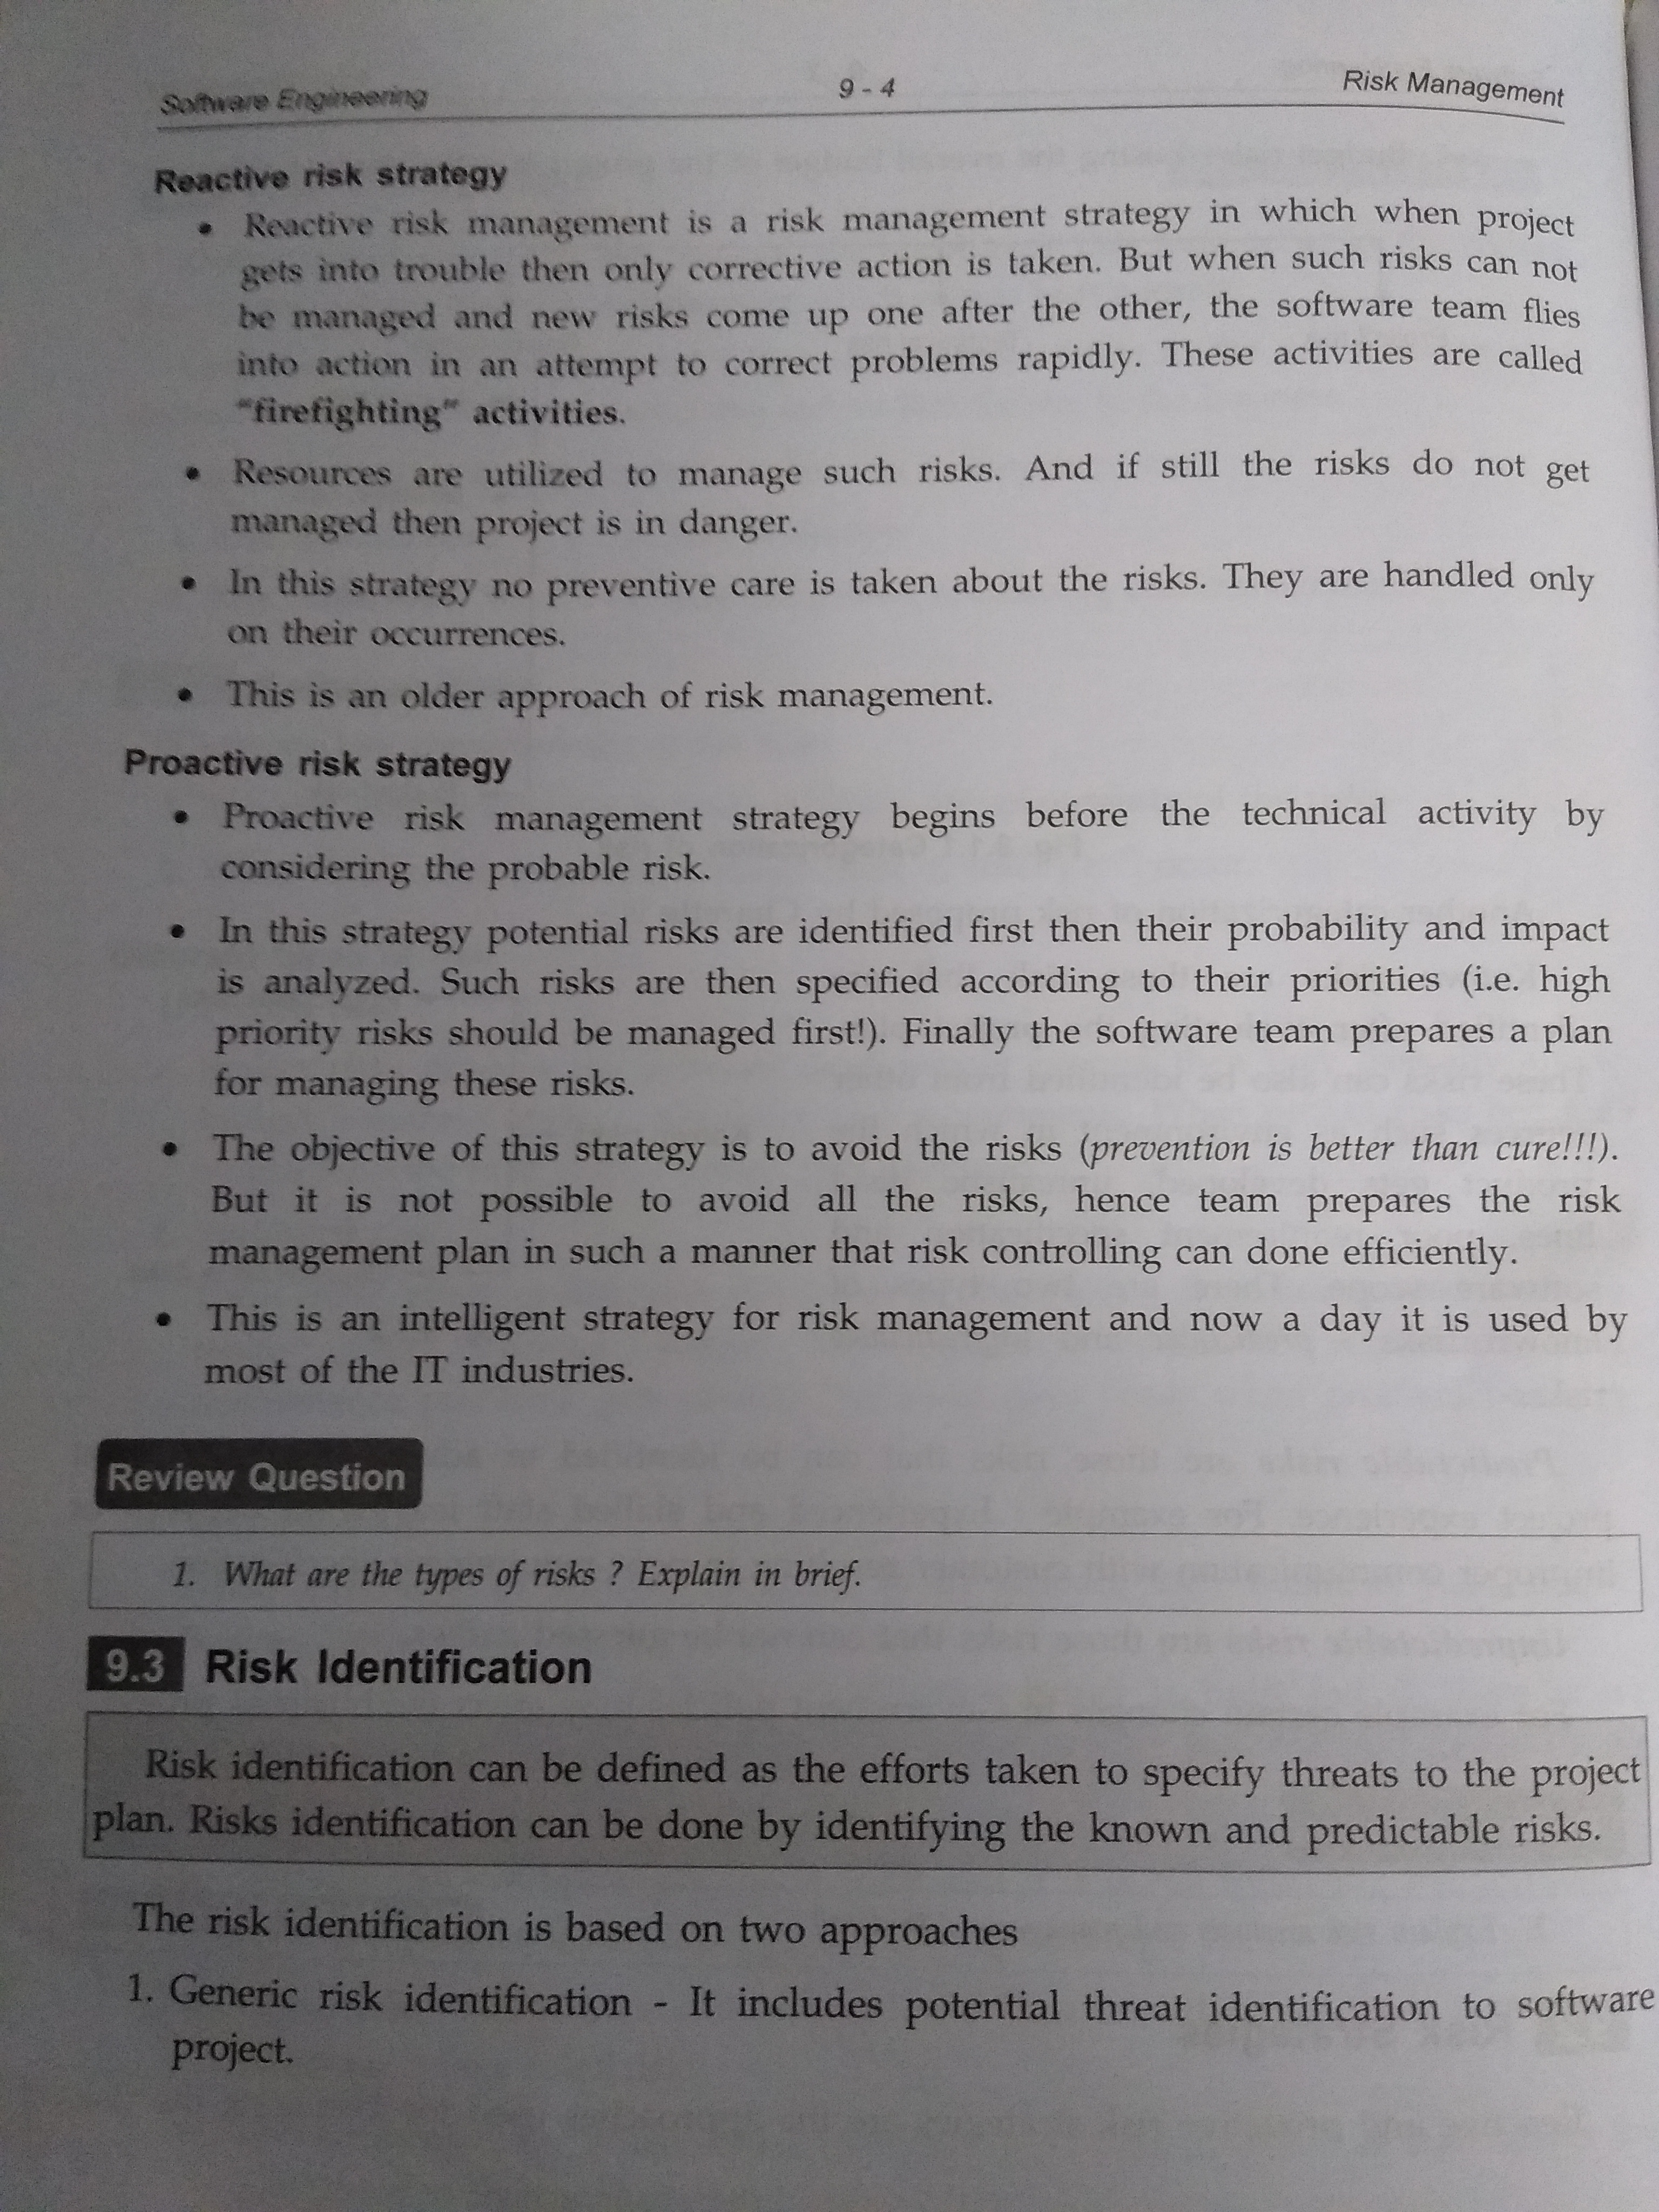 Software Engineering
9 - 4
Risk Management
Reactive risk strategy
• Reactive risk management is a risk management strategy in which when project
gets into trouble then only corrective action is taken. But when such risks can not
be managed and new risks come up one after the other, the software team flies
into action in an attempt to correct problems rapidly. These activities are called
"firefighting" activities.
• Resources are utilized to manage such risks. And if still the risks do not get
managed then project is in danger.
• In this strategy no preventive care is taken about the risks. They are handled only
on their occurrences.
• This is an older approach of risk management.
Proactive risk strategy
• Proactive risk management strategy begins before the technical activity by
considering the probable risk.
• In this strategy potential risks are identified first then their probability and impact
is analyzed. Such risks are then specified according to their priorities (i.e. high
priority risks should be managed first!). Finally the software team prepares a plan
for managing these risks.
• The objective of this strategy is to avoid the risks (prevention is better than cure!!!).
But it is not possible to avoid all the risks, hence team prepares the risk
management plan in such a manner that risk controlling can done efficiently.
• This is an intelligent strategy for risk management and now a day it is used by
most of the IT industries.
Review Question
1. What are the types of risks ? Explain in brief.
9.3 Risk Identification
Risk identification can be defined as the efforts taken to specify threats to the project
plan. Risks identification can be done by identifying the known and predictable risks.
The risk identification is based on two approaches
1. Generic risk identification - It includes potential threat identification to software
project.